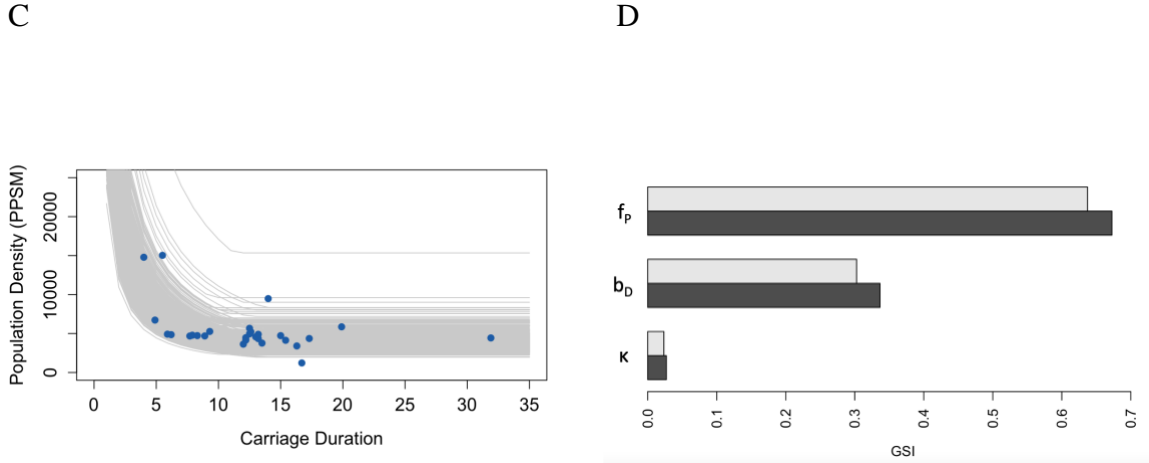 C
D
Population Density (PPSM)
20000
10000
0
0 5 10 15 20 25 30 35
Carriage Duration
fP
bD
κ
0.0 0.1 0.2 0.3 0.4 0.5 0.6 0.7
GSI